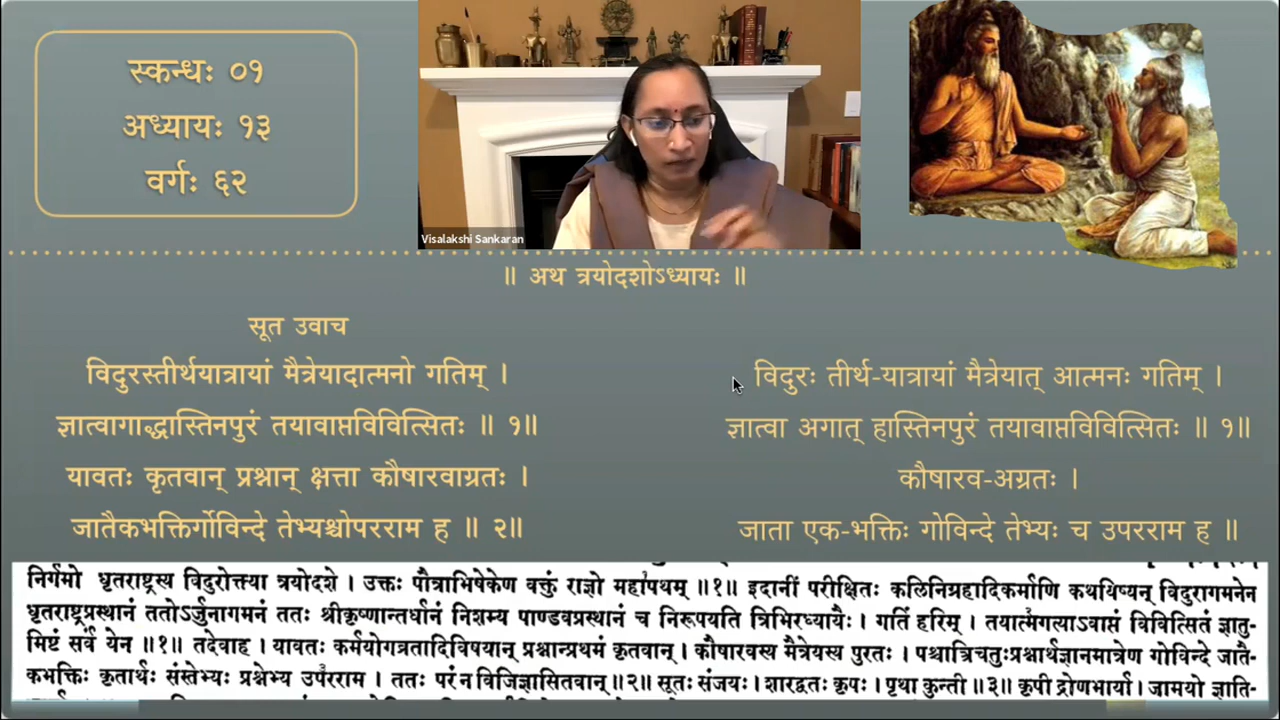 स्कन्धः ०१
अध्यायः १३
वर्गः ६२
Visalakshi Sankaran
॥ अथ त्रयोदशोऽध्यायः ॥
सूत उवाच
विदुरस्तीर्थयात्रायां मैत्रेयादात्मनो गतिम् ।
ज्ञात्वागाद्धास्तिनपुरं तयावाप्तविवित्सितः ॥ १॥
यावतः कृतवान् प्रश्नान् क्षत्ता कौषारवाग्रतः ।
जातैकभक्तिर्गोविन्दे तेभ्यश्चोपरराम ह ॥ २॥
विदुरः तीर्थ-यात्रायां मैत्रेयात् आत्मनः गतिम् ।
ज्ञात्वा अगात् हास्तिनपुरं तयावाप्तविवित्सितः ॥ १॥
कौषारव-अग्रतः ।
जाता एक-भक्तिः गोविन्दे तेभ्यः च उपरराम ह ॥
निर्गमो धृतराष्ट्रस्य विदुरोक्त्या त्रयोदशे । उक्तः पौत्राभिषेकेण वक्तुं राज्ञो महापथम् ॥१॥ इदानीं परीक्षितः कलिनिग्रहादिकर्माणि कथयिष्यन् विदुरागमनेन
धृतराष्ट्रप्रस्थानं ततोऽर्जुनागमनं ततः श्रीकृष्णान्तर्धानं निशम्य पाण्डवप्रस्थानं च निरूपयति त्रिभिरध्यायैः । गतिं हरिम् । तयात्मगत्याऽवाप्तं विवित्सितं ज्ञातु-
मिष्टं सर्वं येन ॥१॥ तदेवाह । यावतः कर्मयोगव्रतादिविषयान् प्रश्नान्प्रथमं कृतवान् । कौषारवस्य मैत्रेयस्य पुरतः । पश्चात्त्रिचतुःप्रश्नार्थज्ञानमात्रेण गोविन्दे जातै-
कभक्तिः कृतार्थः संस्तेभ्यः प्रश्नेभ्य उपरराम । ततः परं न विजिज्ञासितवान् ॥२॥ सूतः संजयः । शारद्वतः कृपः । पृथा कुन्ती ॥३॥ कृपी द्रोणभार्या । जामयो ज्ञाति-